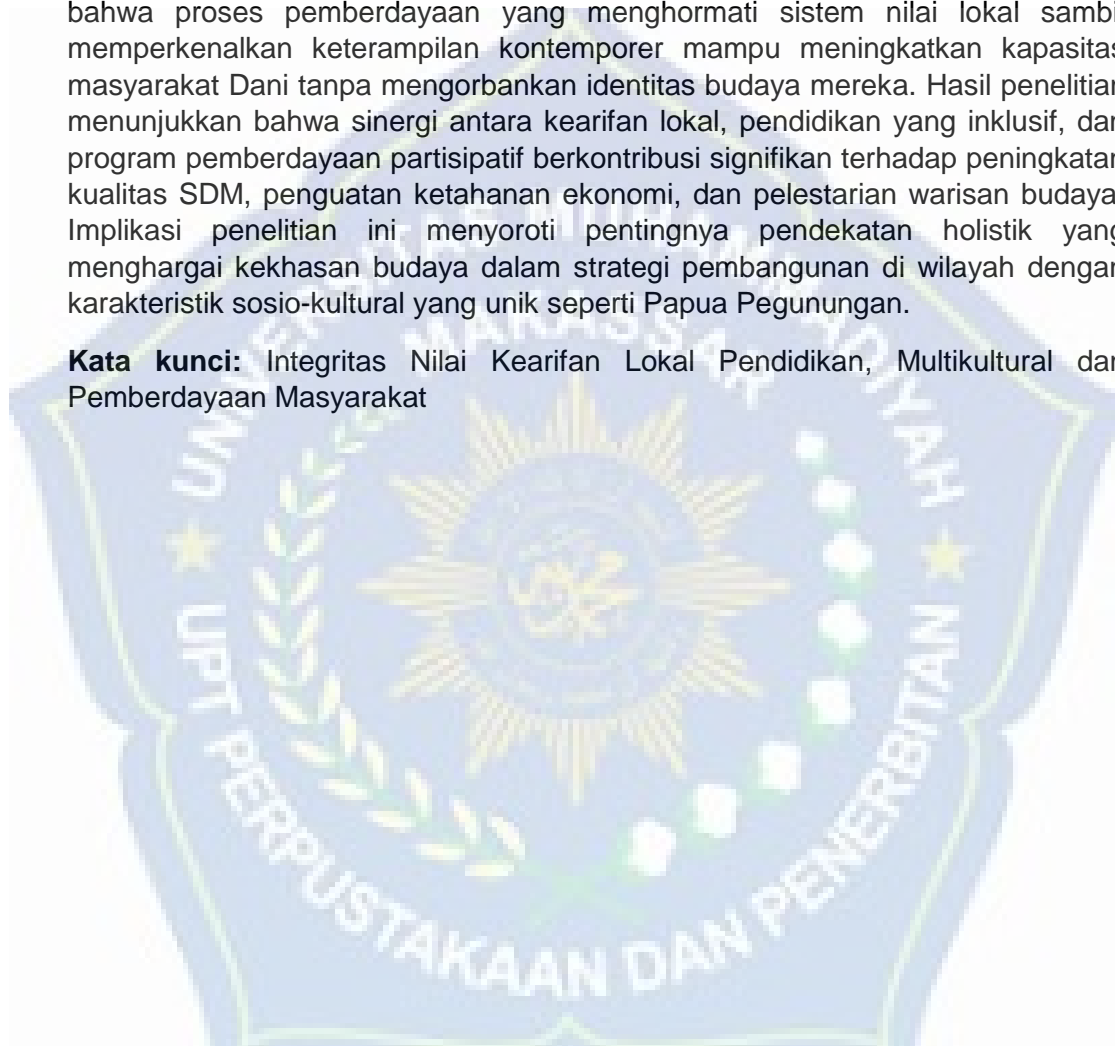 bahwa proses pemberdayaan yang menghormati sistem nilai lokal sambi
memperkenalkan keterampilan kontemporer mampu meningkatkan kapasitas
masyarakat Dani tanpa mengorbankan identitas budaya mereka. Hasil penelitian
menunjukkan bahwa sinergi antara kearifan lokal, pendidikan yang inklusif, dan
program pemberdayaan partisipatif berkontribusi signifikan terhadap peningkatan
kualitas SDM, penguatan ketahanan ekonomi, dan pelestarian warisan budaya
Implikasi penelitian ini menyoroti pentingnya pendekatan holistik yang
menghargai kekhasan budaya dalam strategi pembangunan di wilayah dengan
karakteristik sosio-kultural yang unik seperti Papua Pegunungan.
Kata kunci: Integritas Nilai Kearifan Lokal Pendidikan, Multikultural dan
Pemberdayaan Masyarakat
UNIVERSITAS MUHAMMADIYAH
MAKASSAR
UPT PERPUSTAKAAN DAN PENERBITAN